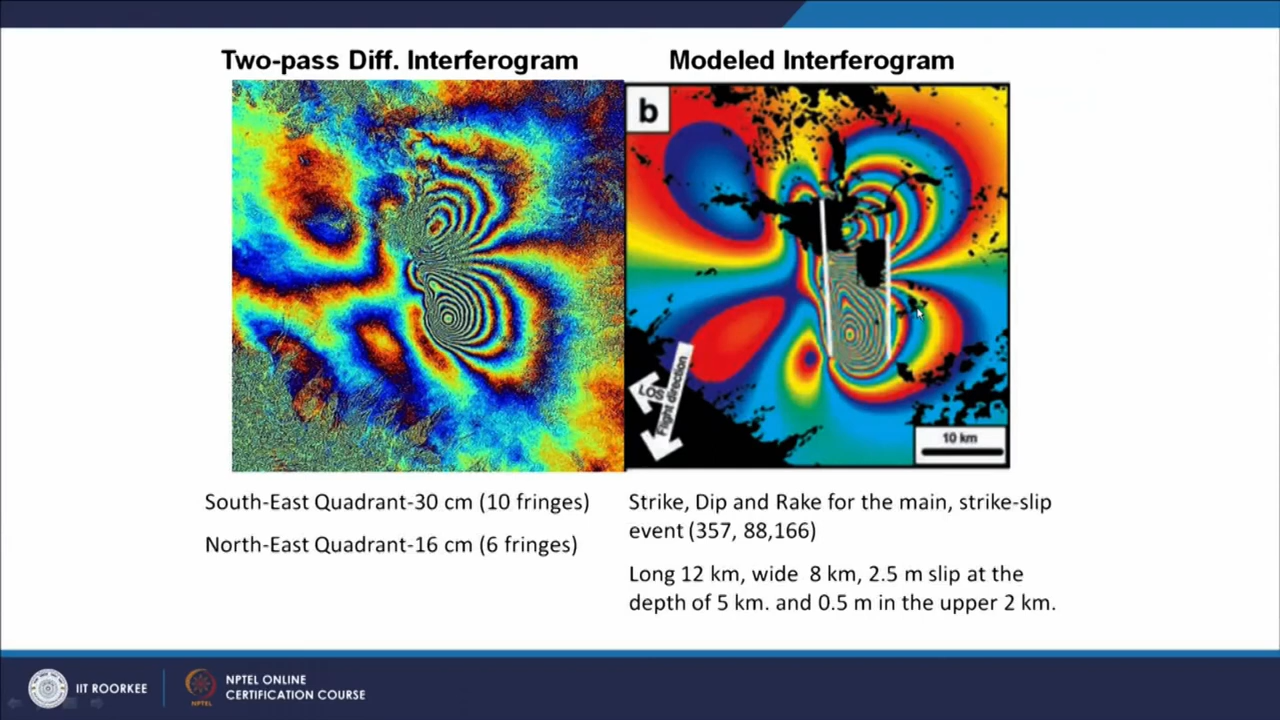 Two-pass Diff. Interferogram
Modeled Interferogram
b
LOS
Flight direction
10 km
South-East Quadrant-30 cm (10 fringes)
North-East Quadrant-16 cm (6 fringes)
Strike, Dip and Rake for the main, strike-slip
event (357, 88,166)
Long 12 km, wide 8 km, 2.5 m slip at the
depth of 5 km. and 0.5 m in the upper 2 km.
IIT ROORKEE
NPTEL
NPTEL ONLINE
CERTIFICATION COURSE